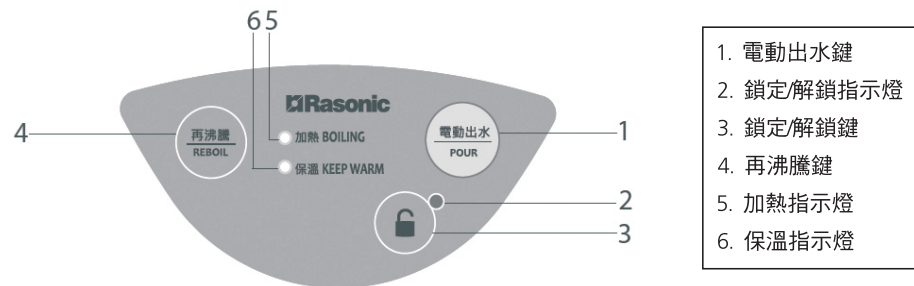 65
Rasonic
4
再沸騰
REBOIL
加熱 BOILING
保溫 KEEP WARM
電動出水
POUR
1
2
3
1. 電動出水鍵
2. 鎖定/解鎖指示燈
3. 鎖定/解鎖鍵
4. 再沸騰鍵
5. 加熱指示燈
6. 保溫指示燈